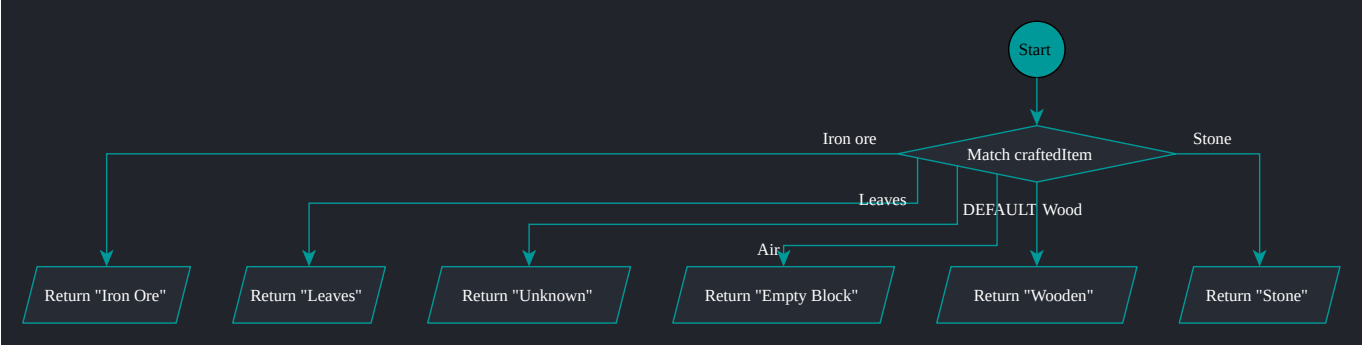 Start
Iron ore
Stone
Match craftedItem
Leaves
DEFAULT
Wood
Air
Return "Iron Ore"
Return "Leaves"
Return "Unknown"
Return "Empty Block"
Return "Wooden"
Return "Stone"